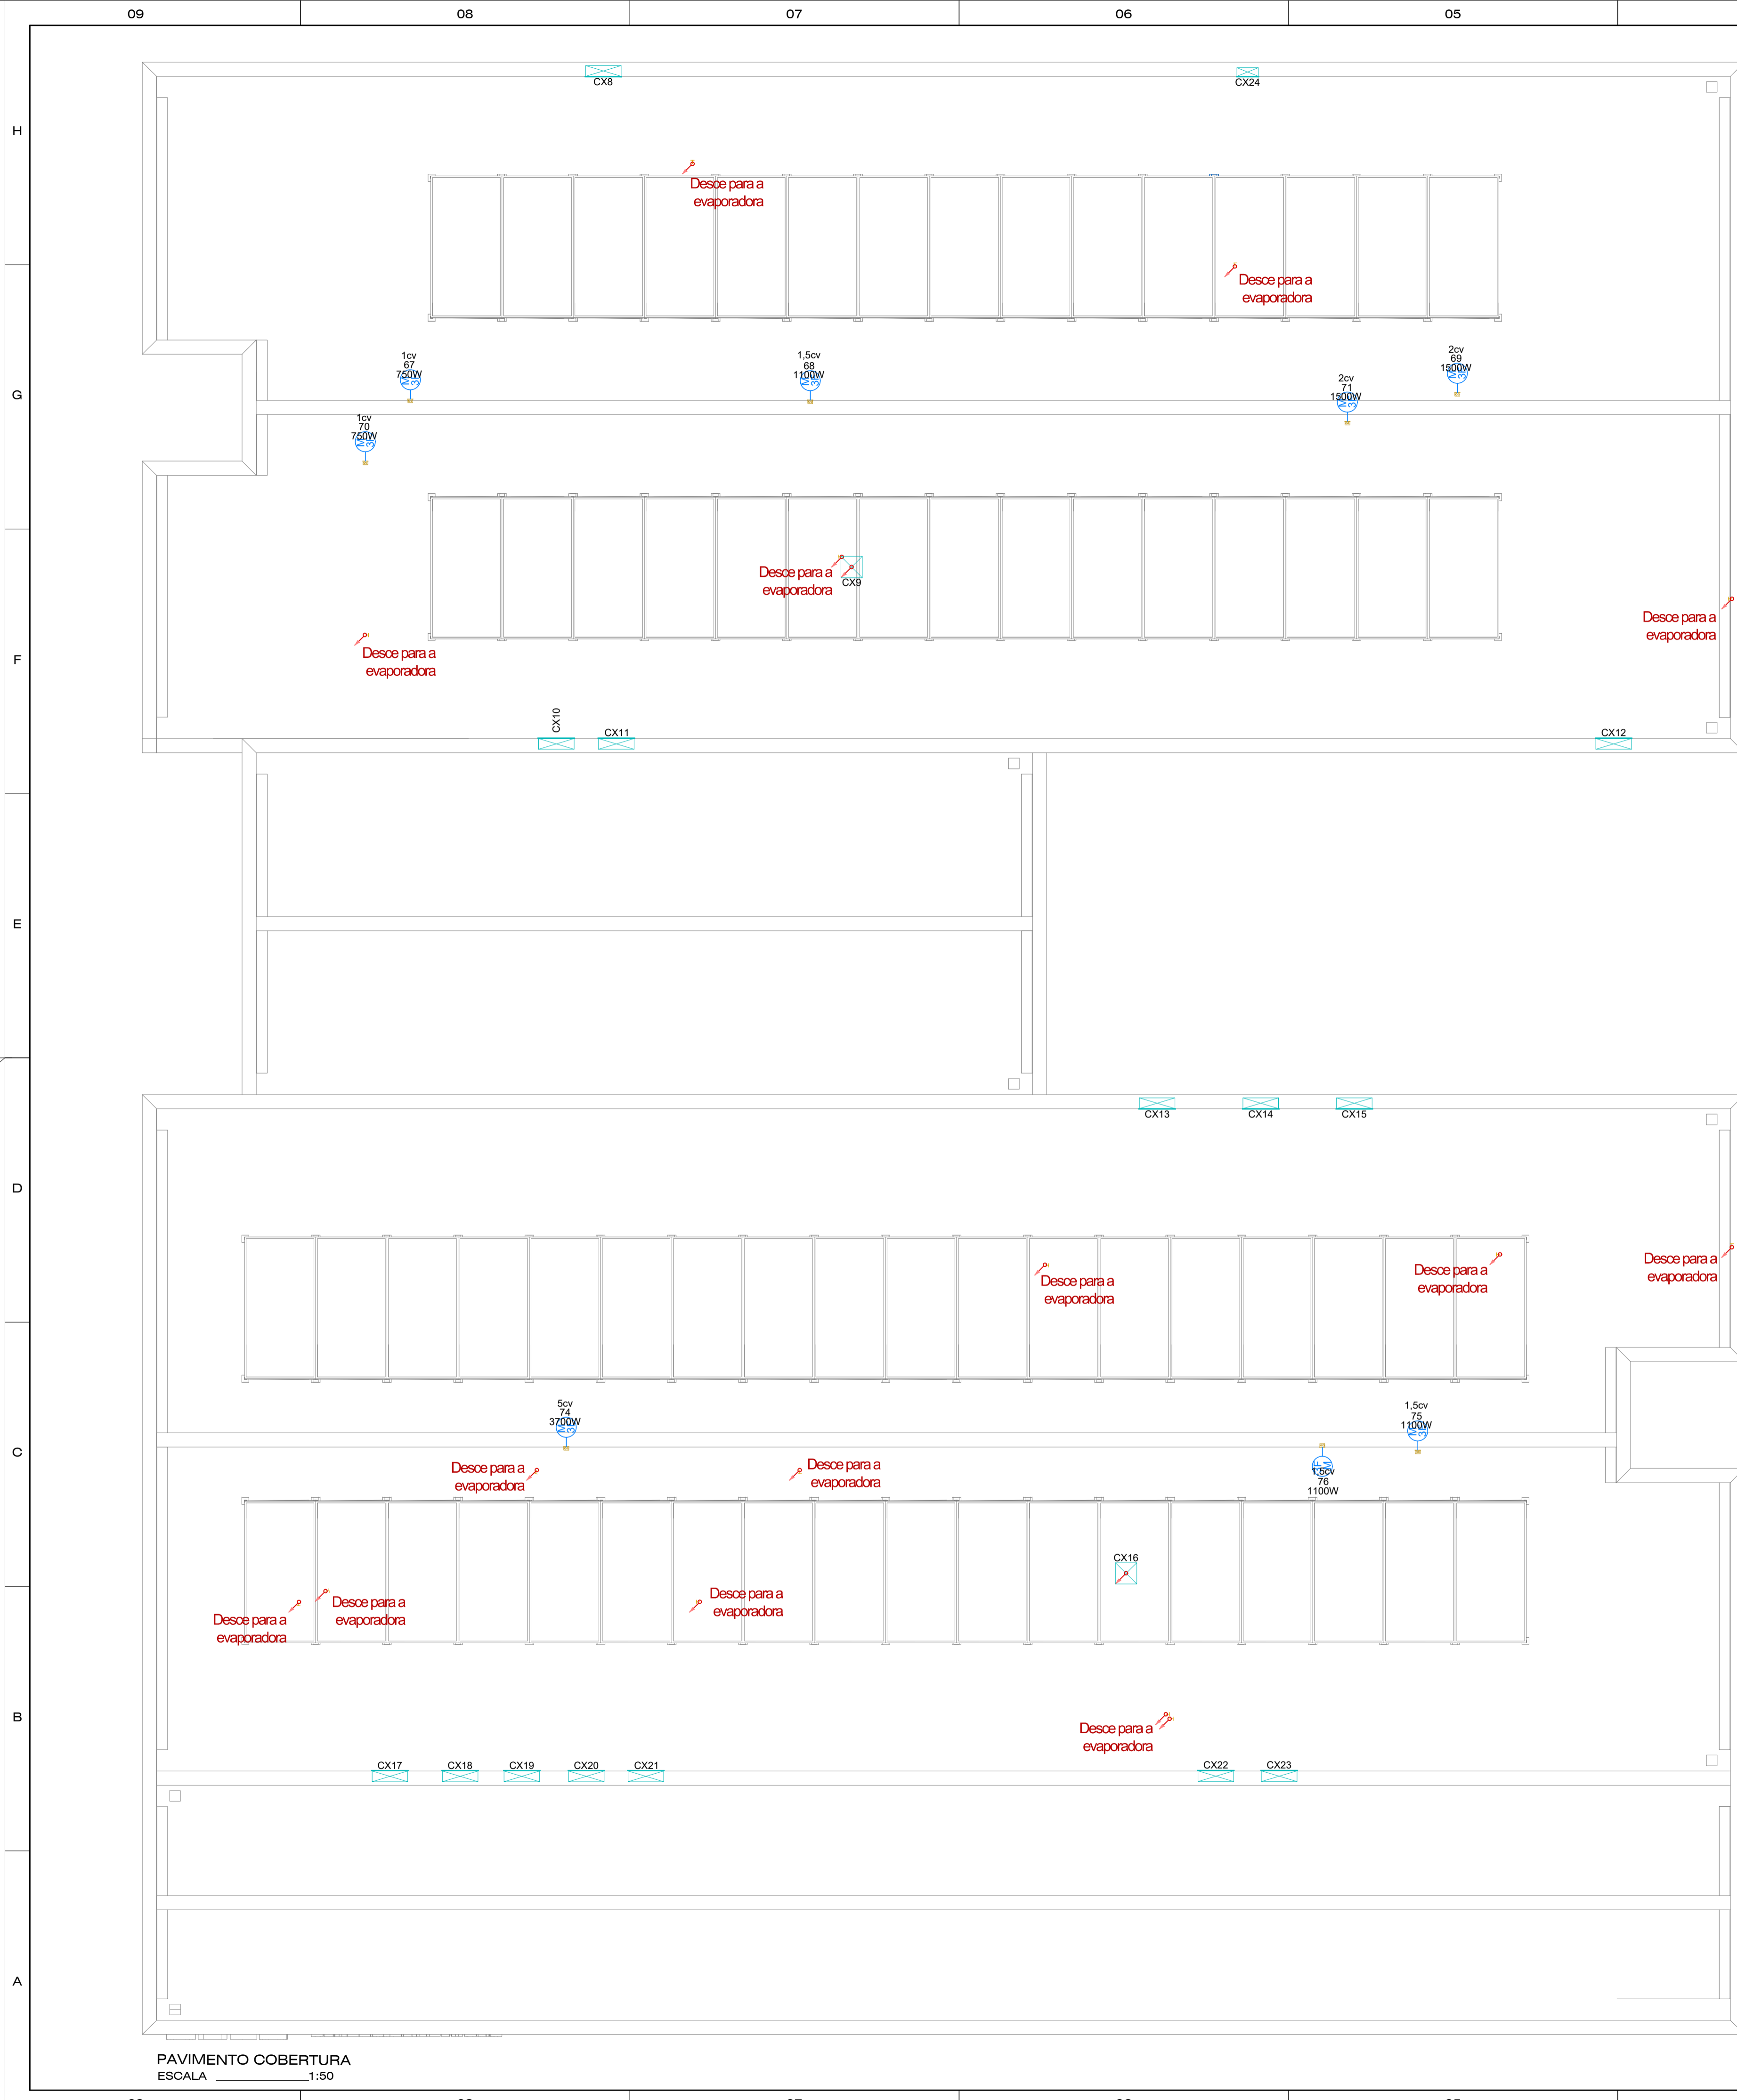 09
08
07
06
05
CX8
CX24
H
Desce para a
evaporadora
Desce para a
evaporadora
1cv
67
750W
1,5cv
68
1100W
2cv
69
1500W
2cv
71
1500W
G
1cv
70
750W
Desce para a
evaporadora
CX9
Desce para a
evaporadora
Desce para a
evaporadora
F
CX10
CX11
CX12
E
CX13
CX14
CX15
D
Desce para a
evaporadora
Desce para a
evaporadora
Desce para a
evaporadora
5cv
74
3700W
1,5cv
75
1100W
C
Desce para a
evaporadora
Desce para a
evaporadora
1,5cv
76
1100W
CX16
Desce para a
evaporadora
Desce para a
evaporadora
Desce para a
evaporadora
B
Desce para a
evaporadora
CX17
CX18
CX19
CX20
CX21
CX22
CX23
A
PAVIMENTO COBERTURA
ESCALA 1:50